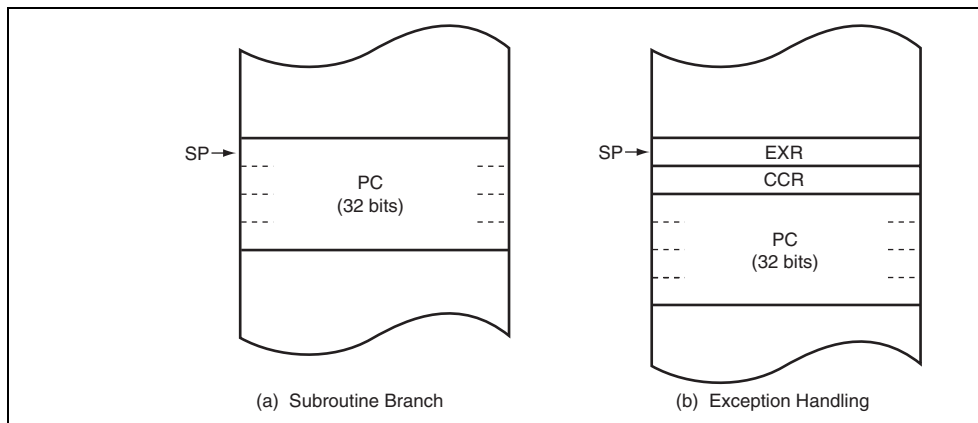 SP
PC
(32 bits)
(a) Subroutine Branch
SP
EXR
CCR
PC
(32 bits)
(b) Exception Handling